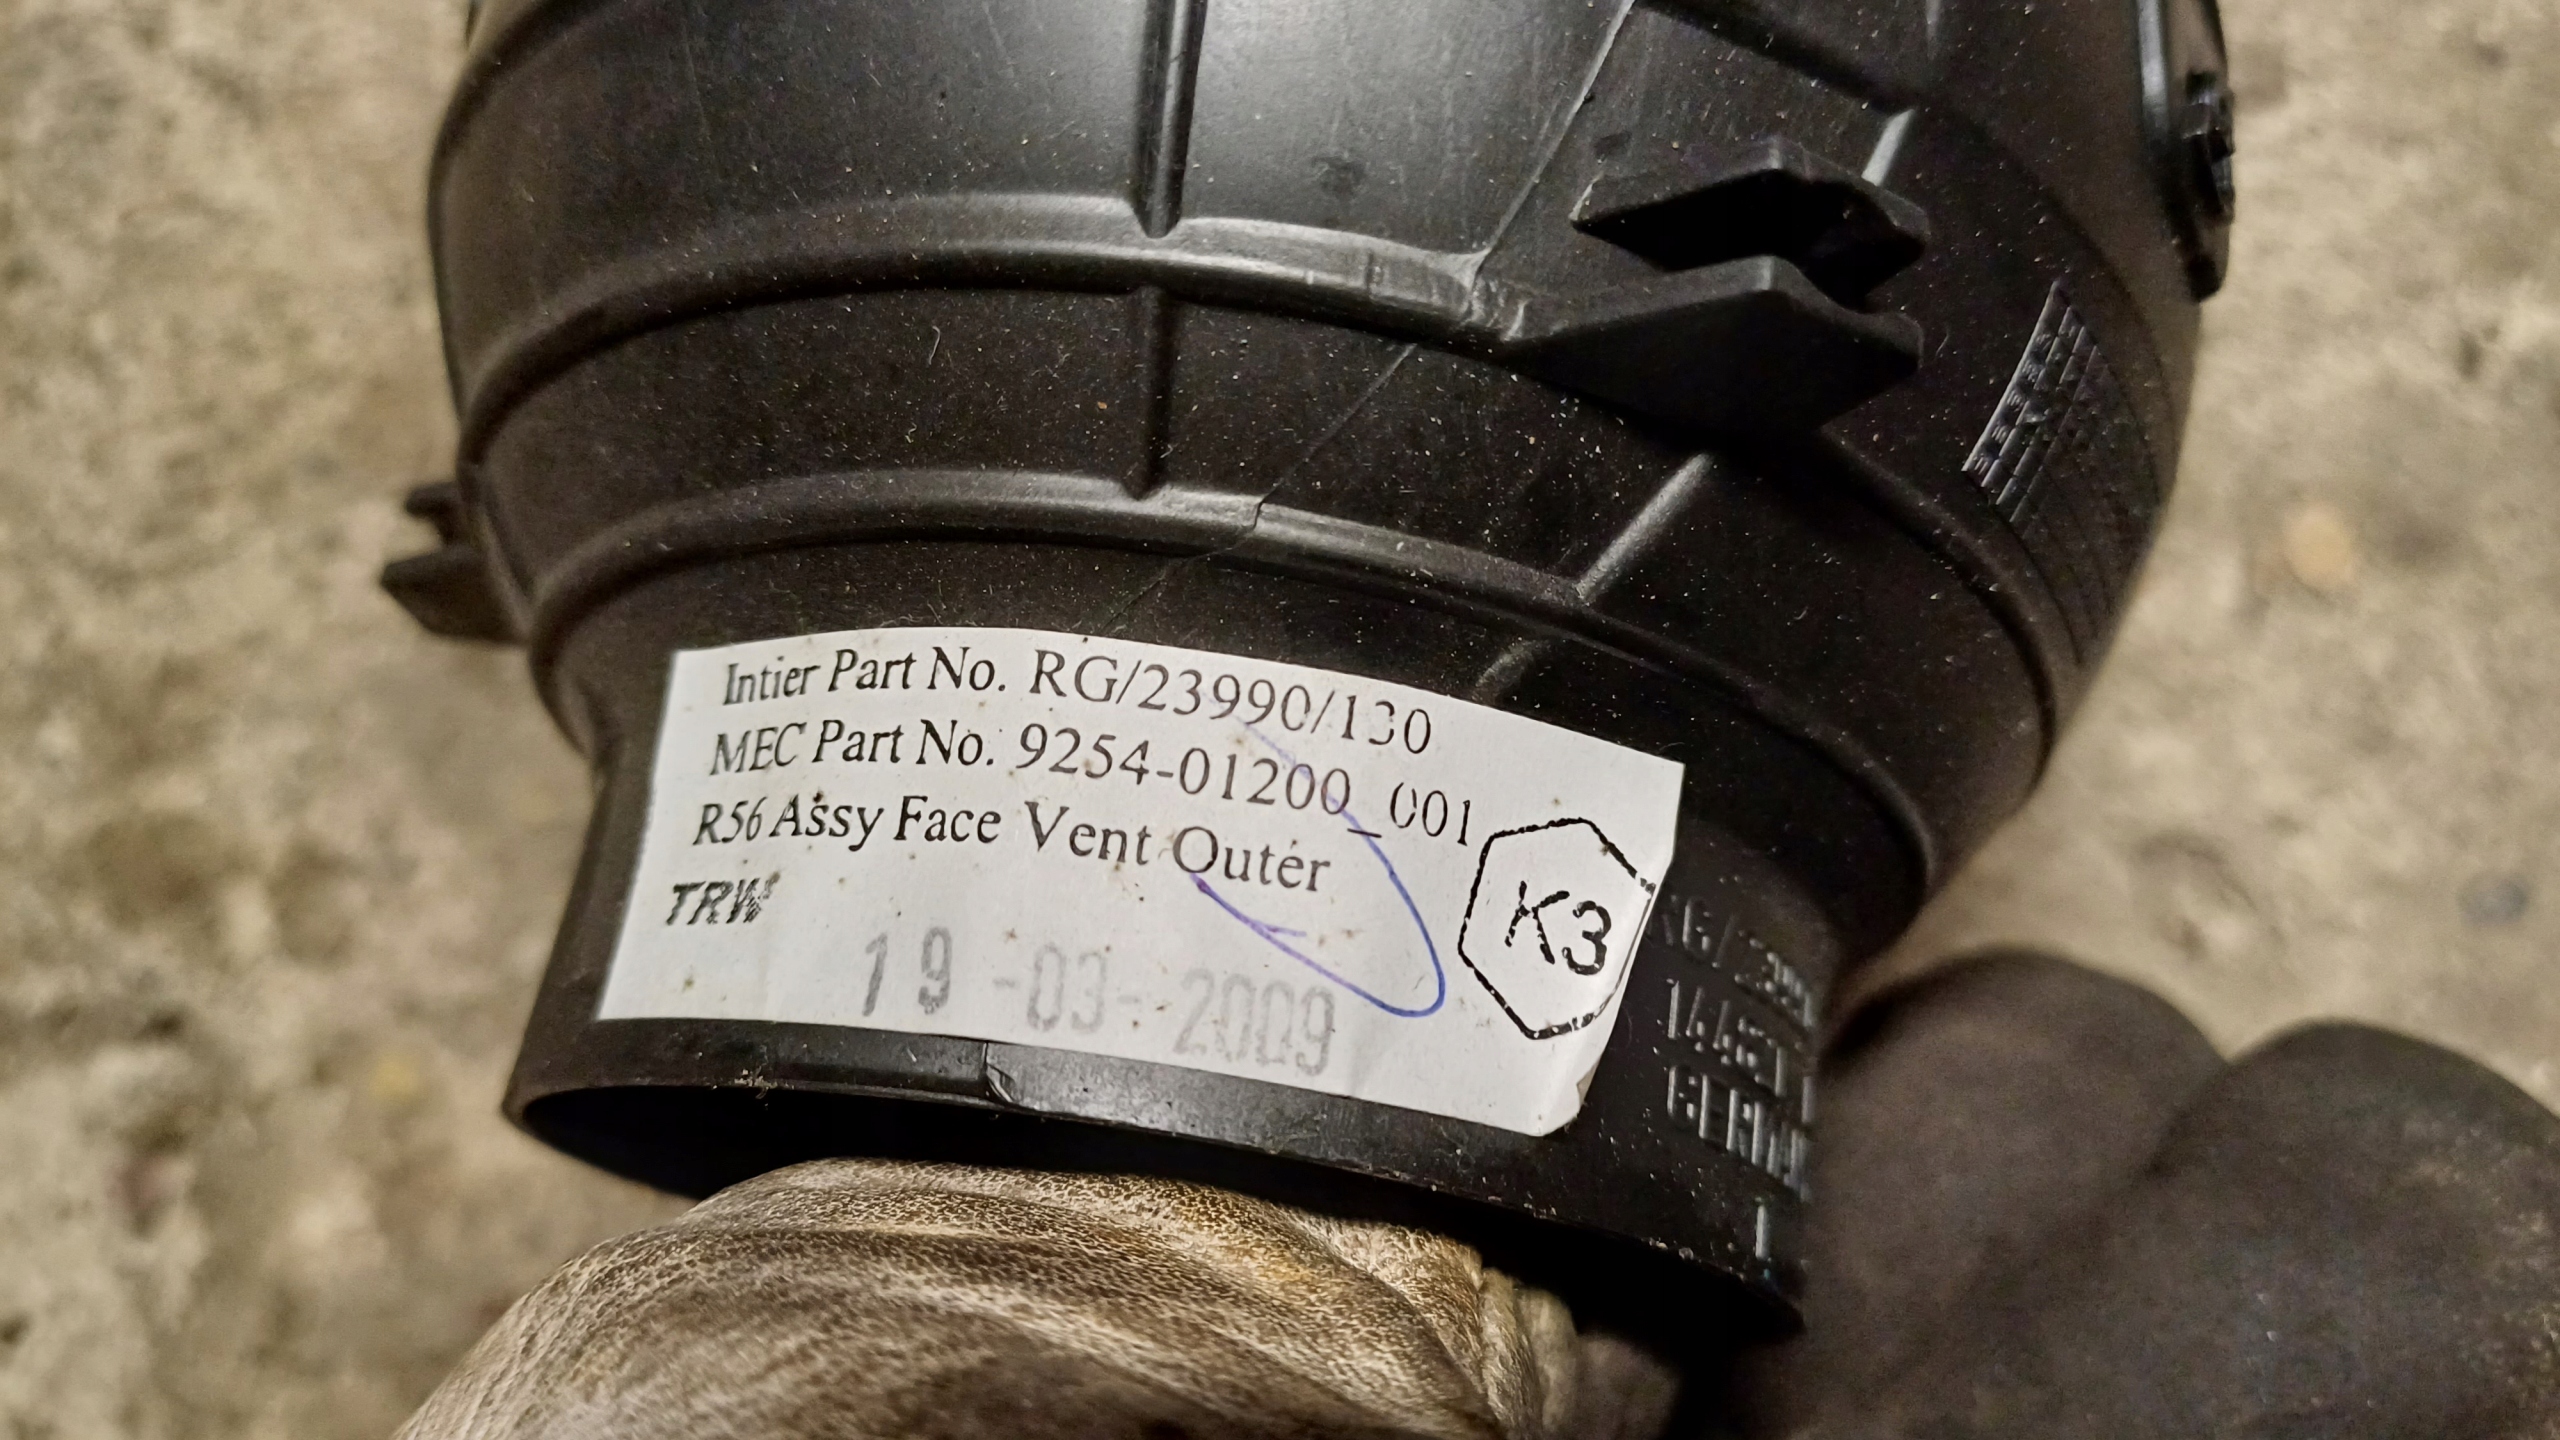 Intier Part No. RG/23990/130
MEC Part No. 9254-01200_001
R56 Assy Face Vent Outer
TRW
K3
19-03-2009